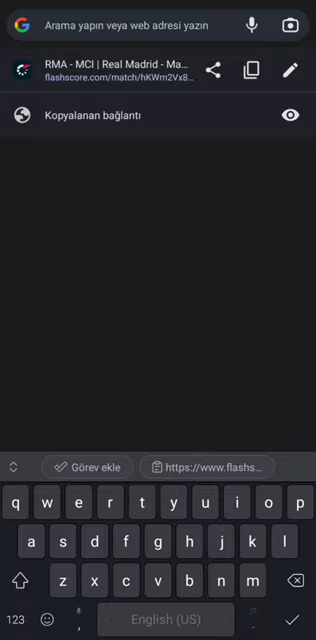 Arama yapın veya web adresi yazın
RMA - MCI | Real Madrid - Ma...
flashscore.com/match/hKWm2Vx8...
Kopyalanan bağlantı
Görev ekle
https://www.flashs...
q w e r t y u i o p
a s d f g h j k l
z x c v b n m
123 , English (US) .